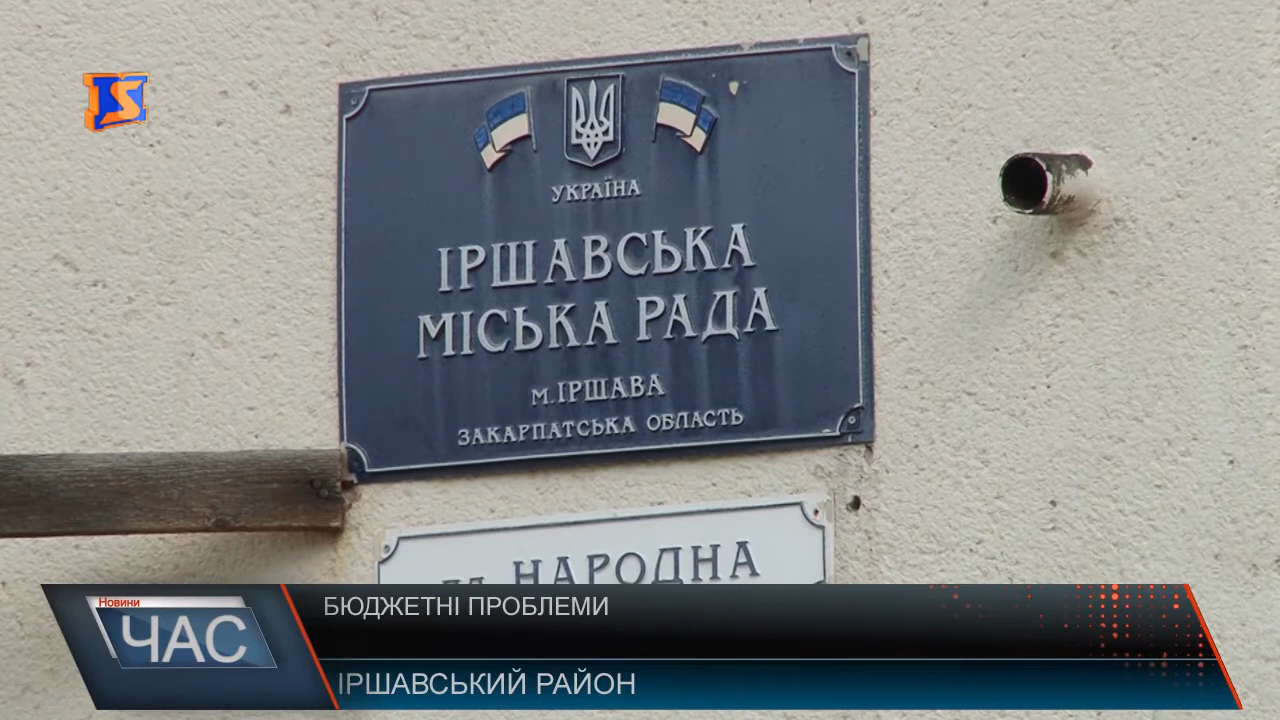 УКРАЇНА
ІРШАВСЬКА
МІСЬКА РАДА
м. ІРШАВА
ЗАКАРПАТСЬКА ОБЛАСТЬ
НАРОДНА
Новини
ЧАС
БЮДЖЕТНІ ПРОБЛЕМИ
ІРШАВСЬКИЙ РАЙОН